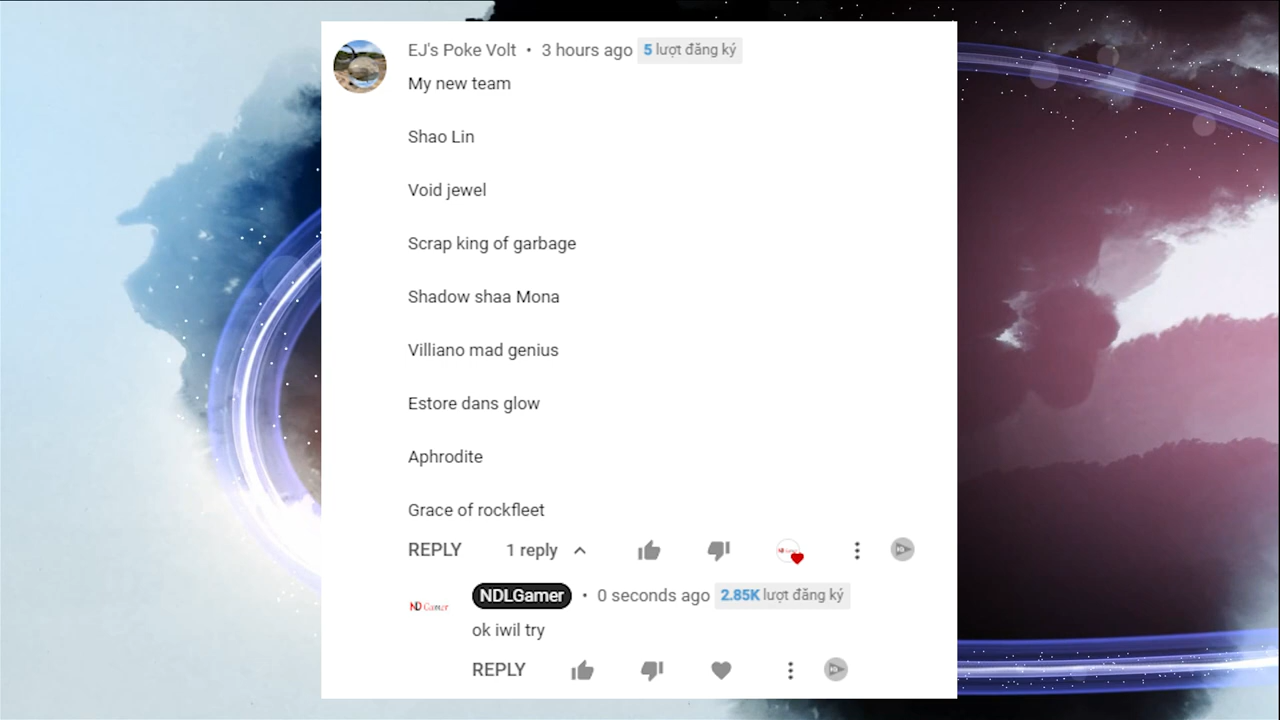 EJ's Poke Volt • 3 hours ago 5 lượt đăng ký
My new team
Shao Lin
Void jewel
Scrap king of garbage
Shadow shaa Mona
Villiano mad genius
Estore dans glow
Aphrodite
Grace of rockfleet
REPLY 1 reply
ND Gamer NDLGamer • 0 seconds ago 2.85K lượt đăng ký
ok iwil try
REPLY